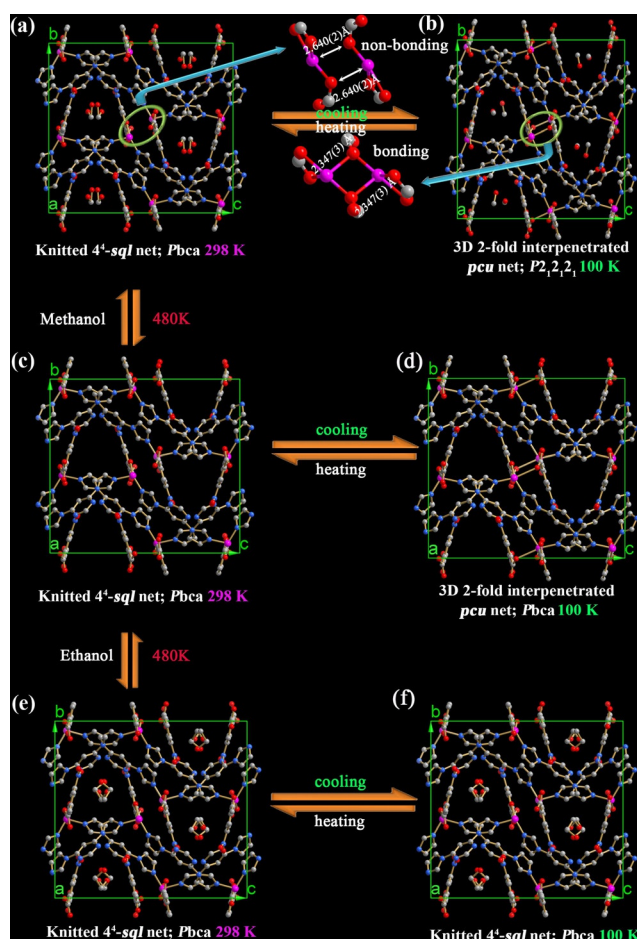 (a)
b
a
c
2.640(2)Å
non-bonding
2.640(2)Å
cooling
heating
bonding
2.347(3) Å
2.347(3) Å
(b)
b
a
c
Knitted 4⁴-sql net; Pbca 298 K
3D 2-fold interpenetrated
pcu net; P2₁2₁2₁ 100 K
Methanol
480K
(c)
b
a
c
cooling
heating
(d)
b
a
c
Knitted 4⁴-sql net; Pbca 298 K
3D 2-fold interpenetrated
pcu net; Pbca 100 K
Ethanol
480K
(e)
b
a
c
cooling
heating
(f)
b
a
c
Knitted 4⁴-sql net; Pbca 298 K
Knitted 4⁴-sql net; Pbca 100 K